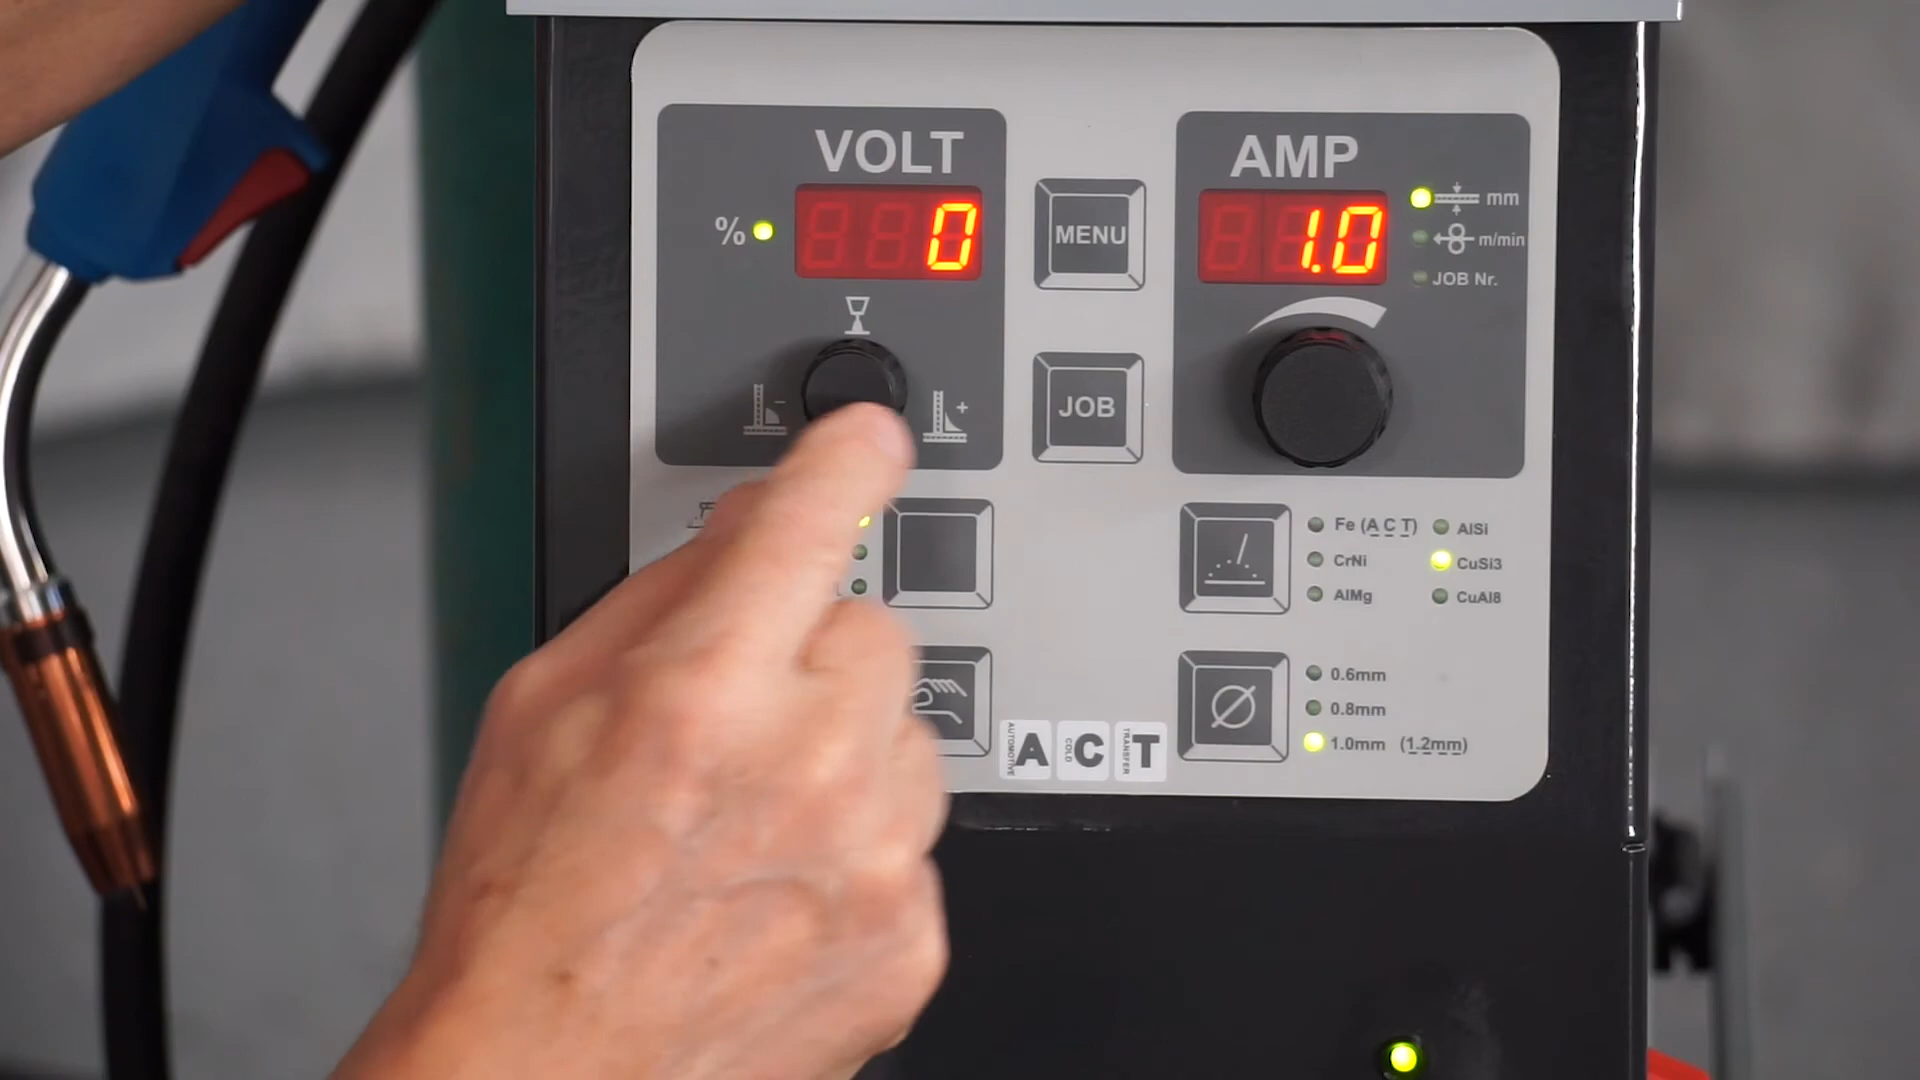 VOLT
%
0
MENU
AMP
1.0
mm
m/min
JOB Nr.
JOB
Fe (A C T)
AlSi
CrNi
CuSi3
AlMg
CuAl8
0.6mm
0.8mm
1.0mm (1.2mm)
AUTOMOTIVE A COLD C TRANSFER T